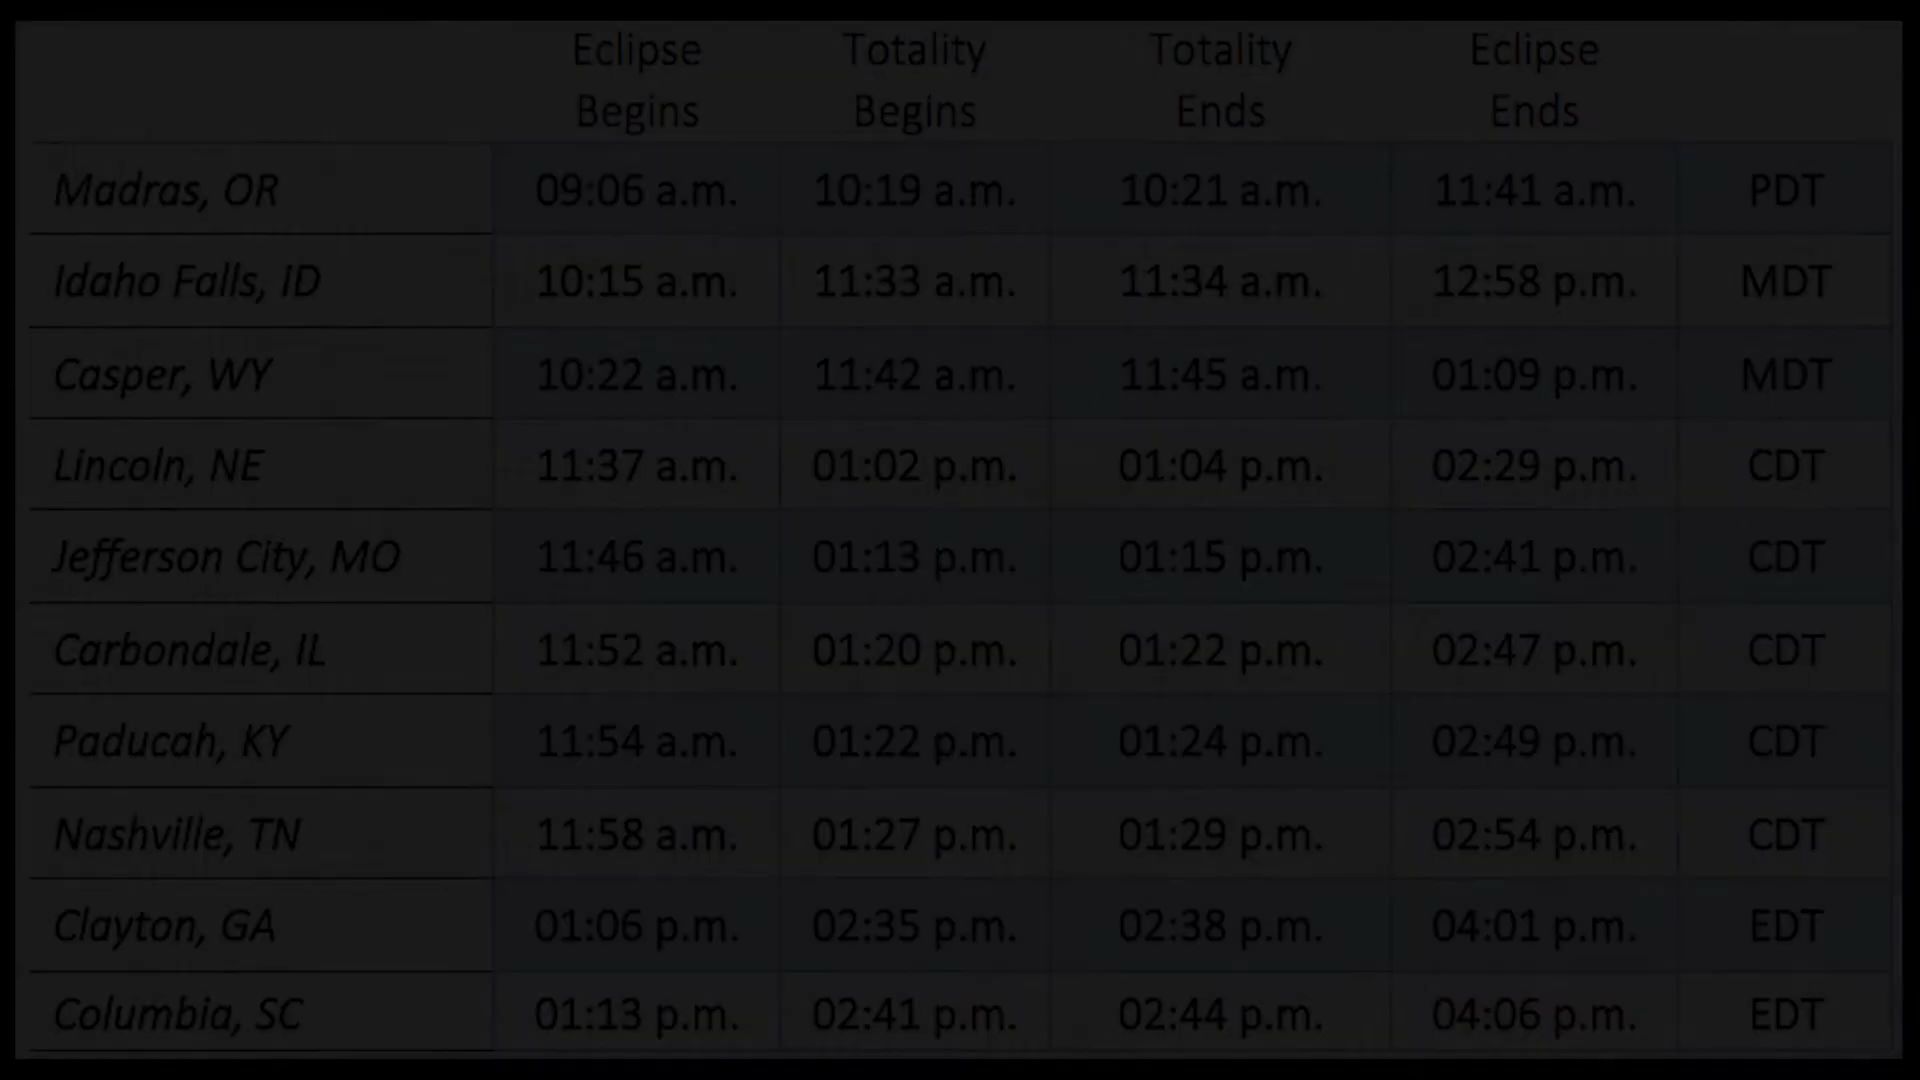 Eclipse Begins Totality Begins Totality Ends Eclipse Ends
Madras, OR 09:06 a.m. 10:19 a.m. 10:21 a.m. 11:41 a.m. PDT
Idaho Falls, ID 10:15 a.m. 11:33 a.m. 11:34 a.m. 12:58 p.m. MDT
Casper, WY 10:22 a.m. 11:42 a.m. 11:45 a.m. 01:09 p.m. MDT
Lincoln, NE 11:37 a.m. 01:02 p.m. 01:04 p.m. 02:29 p.m. CDT
Jefferson City, MO 11:46 a.m. 01:13 p.m. 01:15 p.m. 02:41 p.m. CDT
Carbondale, IL 11:52 a.m. 01:20 p.m. 01:22 p.m. 02:47 p.m. CDT
Paducah, KY 11:54 a.m. 01:22 p.m. 01:24 p.m. 02:49 p.m. CDT
Nashville, TN 11:58 a.m. 01:27 p.m. 01:29 p.m. 02:54 p.m. CDT
Clayton, GA 01:06 p.m. 02:35 p.m. 02:38 p.m. 04:01 p.m. EDT
Columbia, SC 01:13 p.m. 02:41 p.m. 02:44 p.m. 04:06 p.m. EDT